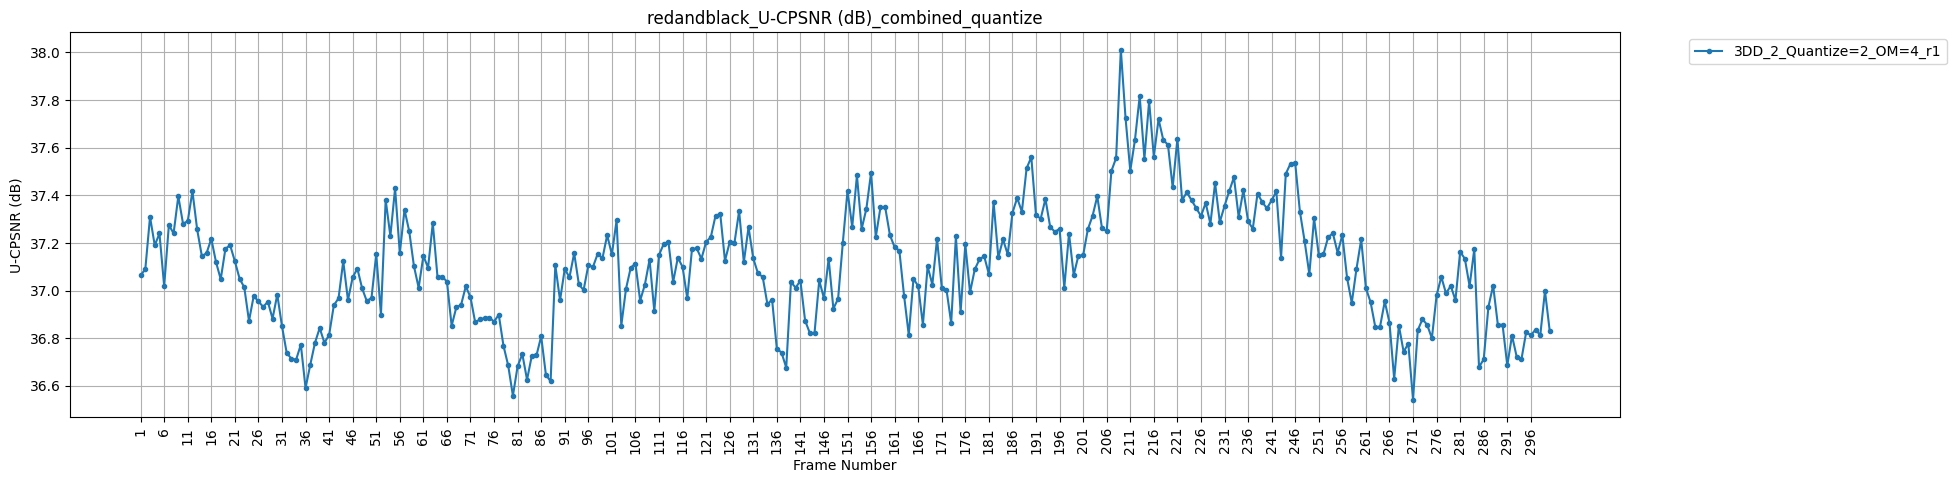 redandblack_U-CPSNR (dB)_combined_quantize
3DD_2_Quantize=2_OM=4_r1
U-CPSNR (dB)
38.0
37.8
37.6
37.4
37.2
37.0
36.8
36.6
1 6 11 16 21 26 31 36 41 46 51 56 61 66 71 76 81 86 91 96 101 106 111 116 121 126 131 136 141 146 151 156 161 166 171 176 181 186 191 196 201 206 211 216 221 226 231 236 241 246 251 256 261 266 271 276 281 286 291 296
Frame Number